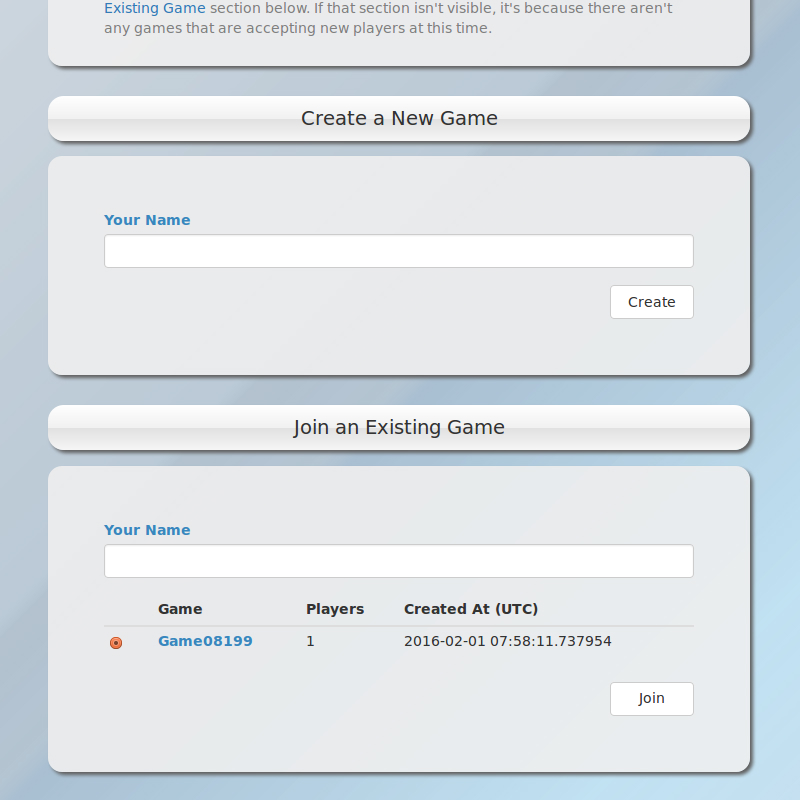 Existing Game section below. If that section isn't visible, it's because there aren't
any games that are accepting new players at this time.
Create a New Game
Your Name
Create
Join an Existing Game
Your Name
Game Players Created At (UTC)
Game08199 1 2016-02-01 07:58:11.737954
Join